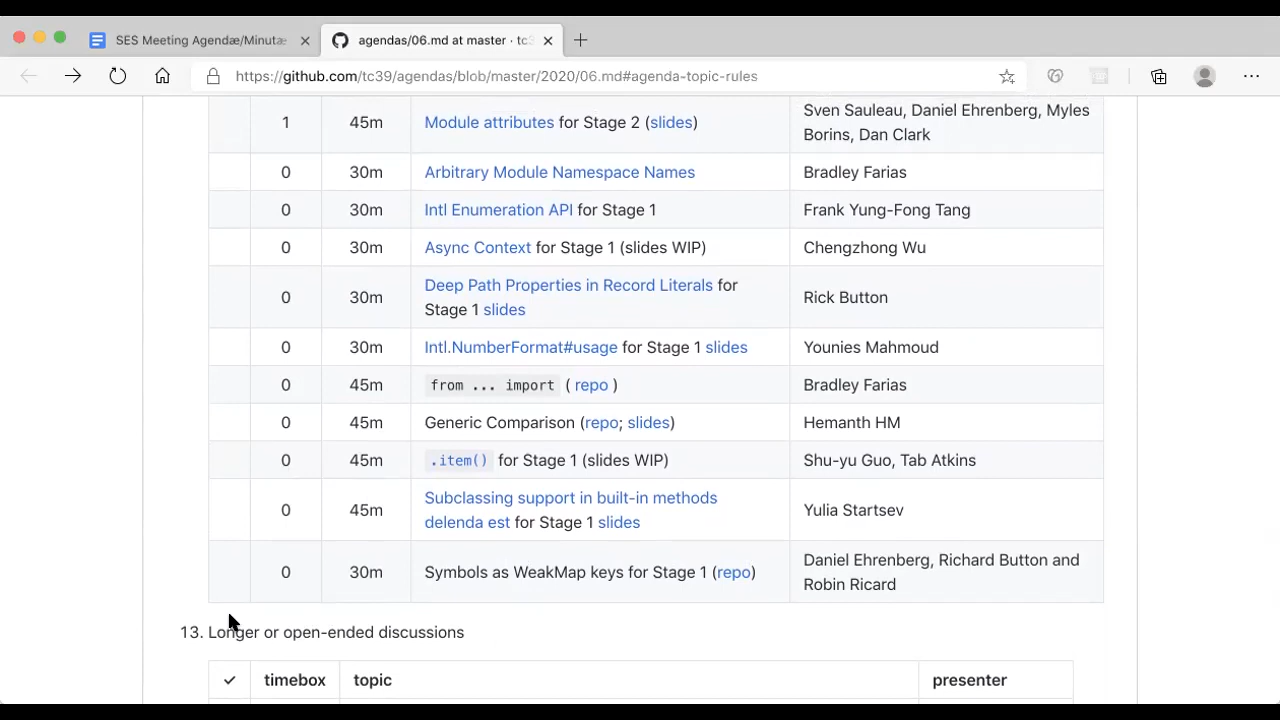 SES Meeting Agendæ/Minutæ
agendas/06.md at master · tc3
https://github.com/tc39/agendas/blob/master/2020/06.md#agenda-topic-rules
1 45m Module attributes for Stage 2 (slides) Sven Sauleau, Daniel Ehrenberg, Myles
Borins, Dan Clark
0 30m Arbitrary Module Namespace Names Bradley Farias
0 30m Intl Enumeration API for Stage 1 Frank Yung-Fong Tang
0 30m Async Context for Stage 1 (slides WIP) Chengzhong Wu
0 30m Deep Path Properties in Record Literals for Rick Button
Stage 1 slides
0 30m Intl.NumberFormat#usage for Stage 1 slides Younies Mahmoud
0 45m from ... import ( repo ) Bradley Farias
0 45m Generic Comparison (repo; slides) Hemanth HM
0 45m .item() for Stage 1 (slides WIP) Shu-yu Guo, Tab Atkins
0 45m Subclassing support in built-in methods Yulia Startsev
delenda est for Stage 1 slides
0 30m Symbols as WeakMap keys for Stage 1 (repo) Daniel Ehrenberg, Richard Button and
Robin Ricard
13. Longer or open-ended discussions
✓ timebox topic presenter